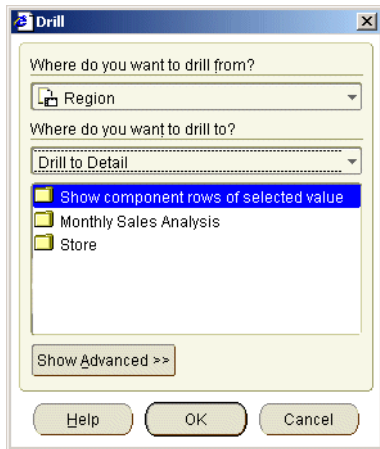 Drill
Where do you want to drill from?
Region
Where do you want to drill to?
Drill to Detail
Show component rows of selected value
Monthly Sales Analysis
Store
Show Advanced >>
Help OK Cancel